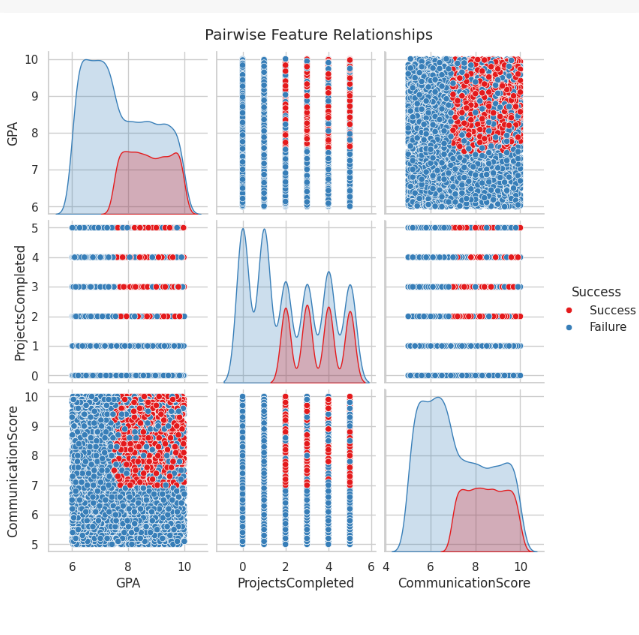 Pairwise Feature Relationships
GPA
10
9
8
7
6
ProjectsCompleted
5
4
3
2
1
0
Success
Success
Failure
CommunicationScore
10
9
8
7
6
5
6 8 10
0 2 4 6
4 6 8 10
GPA
ProjectsCompleted
CommunicationScore